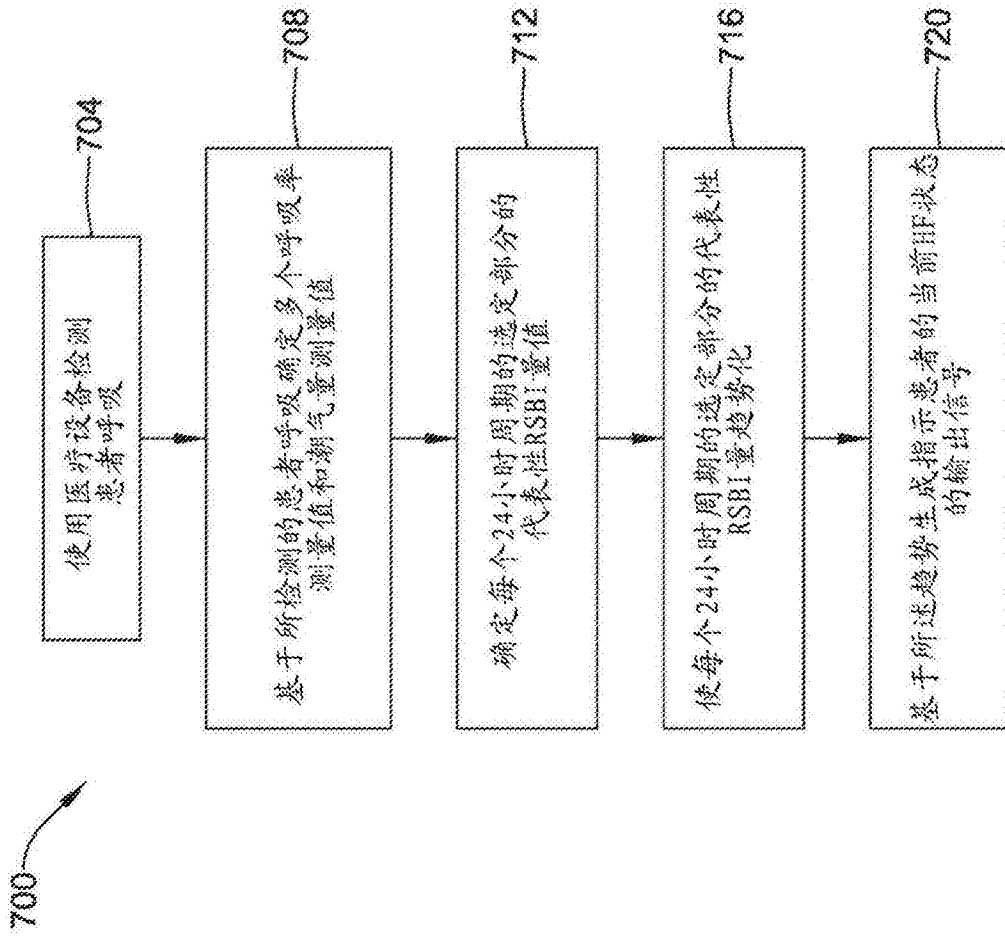 700
704
使用医疗设备检测
患者呼吸
708
基于所检测的患者呼吸确定多个呼吸率
测量值和潮气量测量值
712
确定每个24小时周期的选定部分的
代表性RSBI量值
716
使每个24小时周期的选定部分的代表性
RSBI量趋势化
720
基于所述趋势生成指示患者的当前HF状态
的输出信号